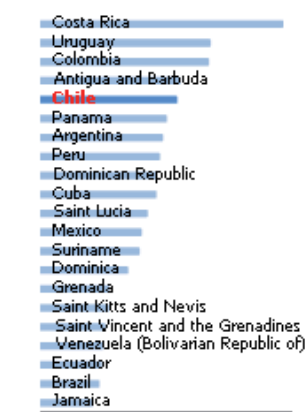 Costa Rica
Uruguay
Colombia
Antigua and Barbuda
Chile
Panama
Argentina
Peru
Dominican Republic
Cuba
Saint Lucia
Mexico
Suriname
Dominica
Grenada
Saint Kitts and Nevis
Saint Vincent and the Grenadines
Venezuela (Bolivarian Republic of)
Ecuador
Brazil
Jamaica